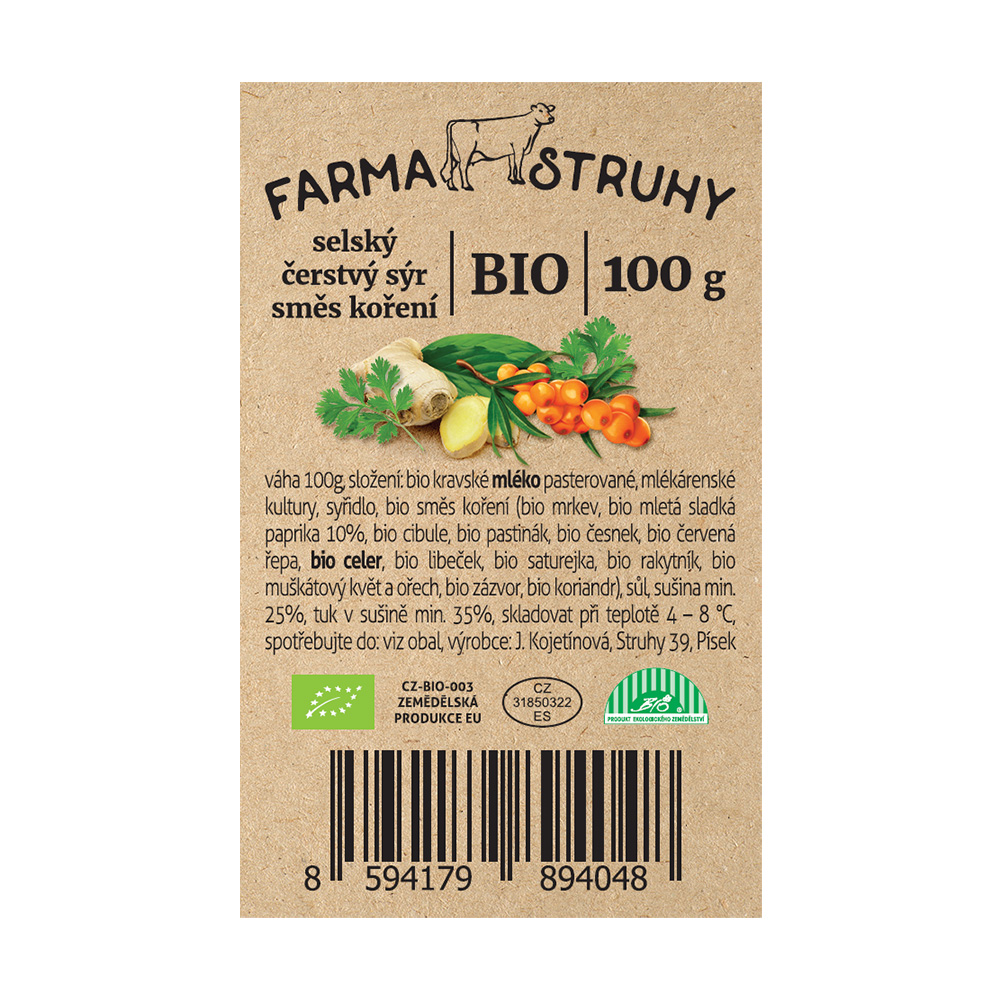 FARMA STRUHY
selský
čerstvý sýr
směs koření
BIO
100 g
váha 100g, složení: bio kravské mléko pasterované, mlékárenské
kultury, syřidlo, bio směs koření (bio mrkev, bio mletá sladká
paprika 10%, bio cibule, bio pastinák, bio česnek, bio červená
řepa, bio celer, bio libeček, bio saturejka, bio rakytník, bio
muškátový květ a ořech, bio zázvor, bio koriandr), sůl, sušina min.
25%, tuk v sušině min. 35%, skladovat při teplotě 4 – 8 °C,
spotřebujte do: viz obal, výrobce: J. Kojetínová, Struhy 39, Písek
CZ-BIO-003
ZEMĚDĚLSKÁ
PRODUKCE EU
CZ
31850322
ES
BIO
PRODUKT EKOLOGICKÉHO ZEMĚDĚLSTVÍ
8 594179 894048